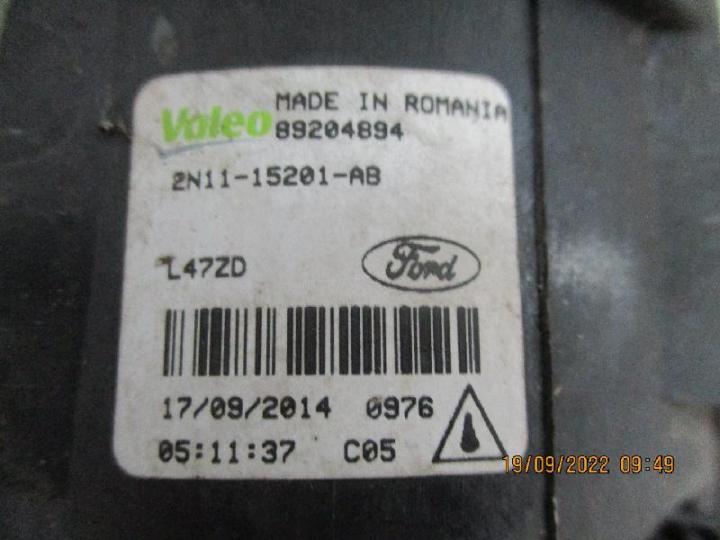 Valeo MADE IN ROMANIA
89204894
2N11-15201-AB
L47ZD Ford
17/09/2014 0976
05:11:37 C05
19/09/2022 09:49